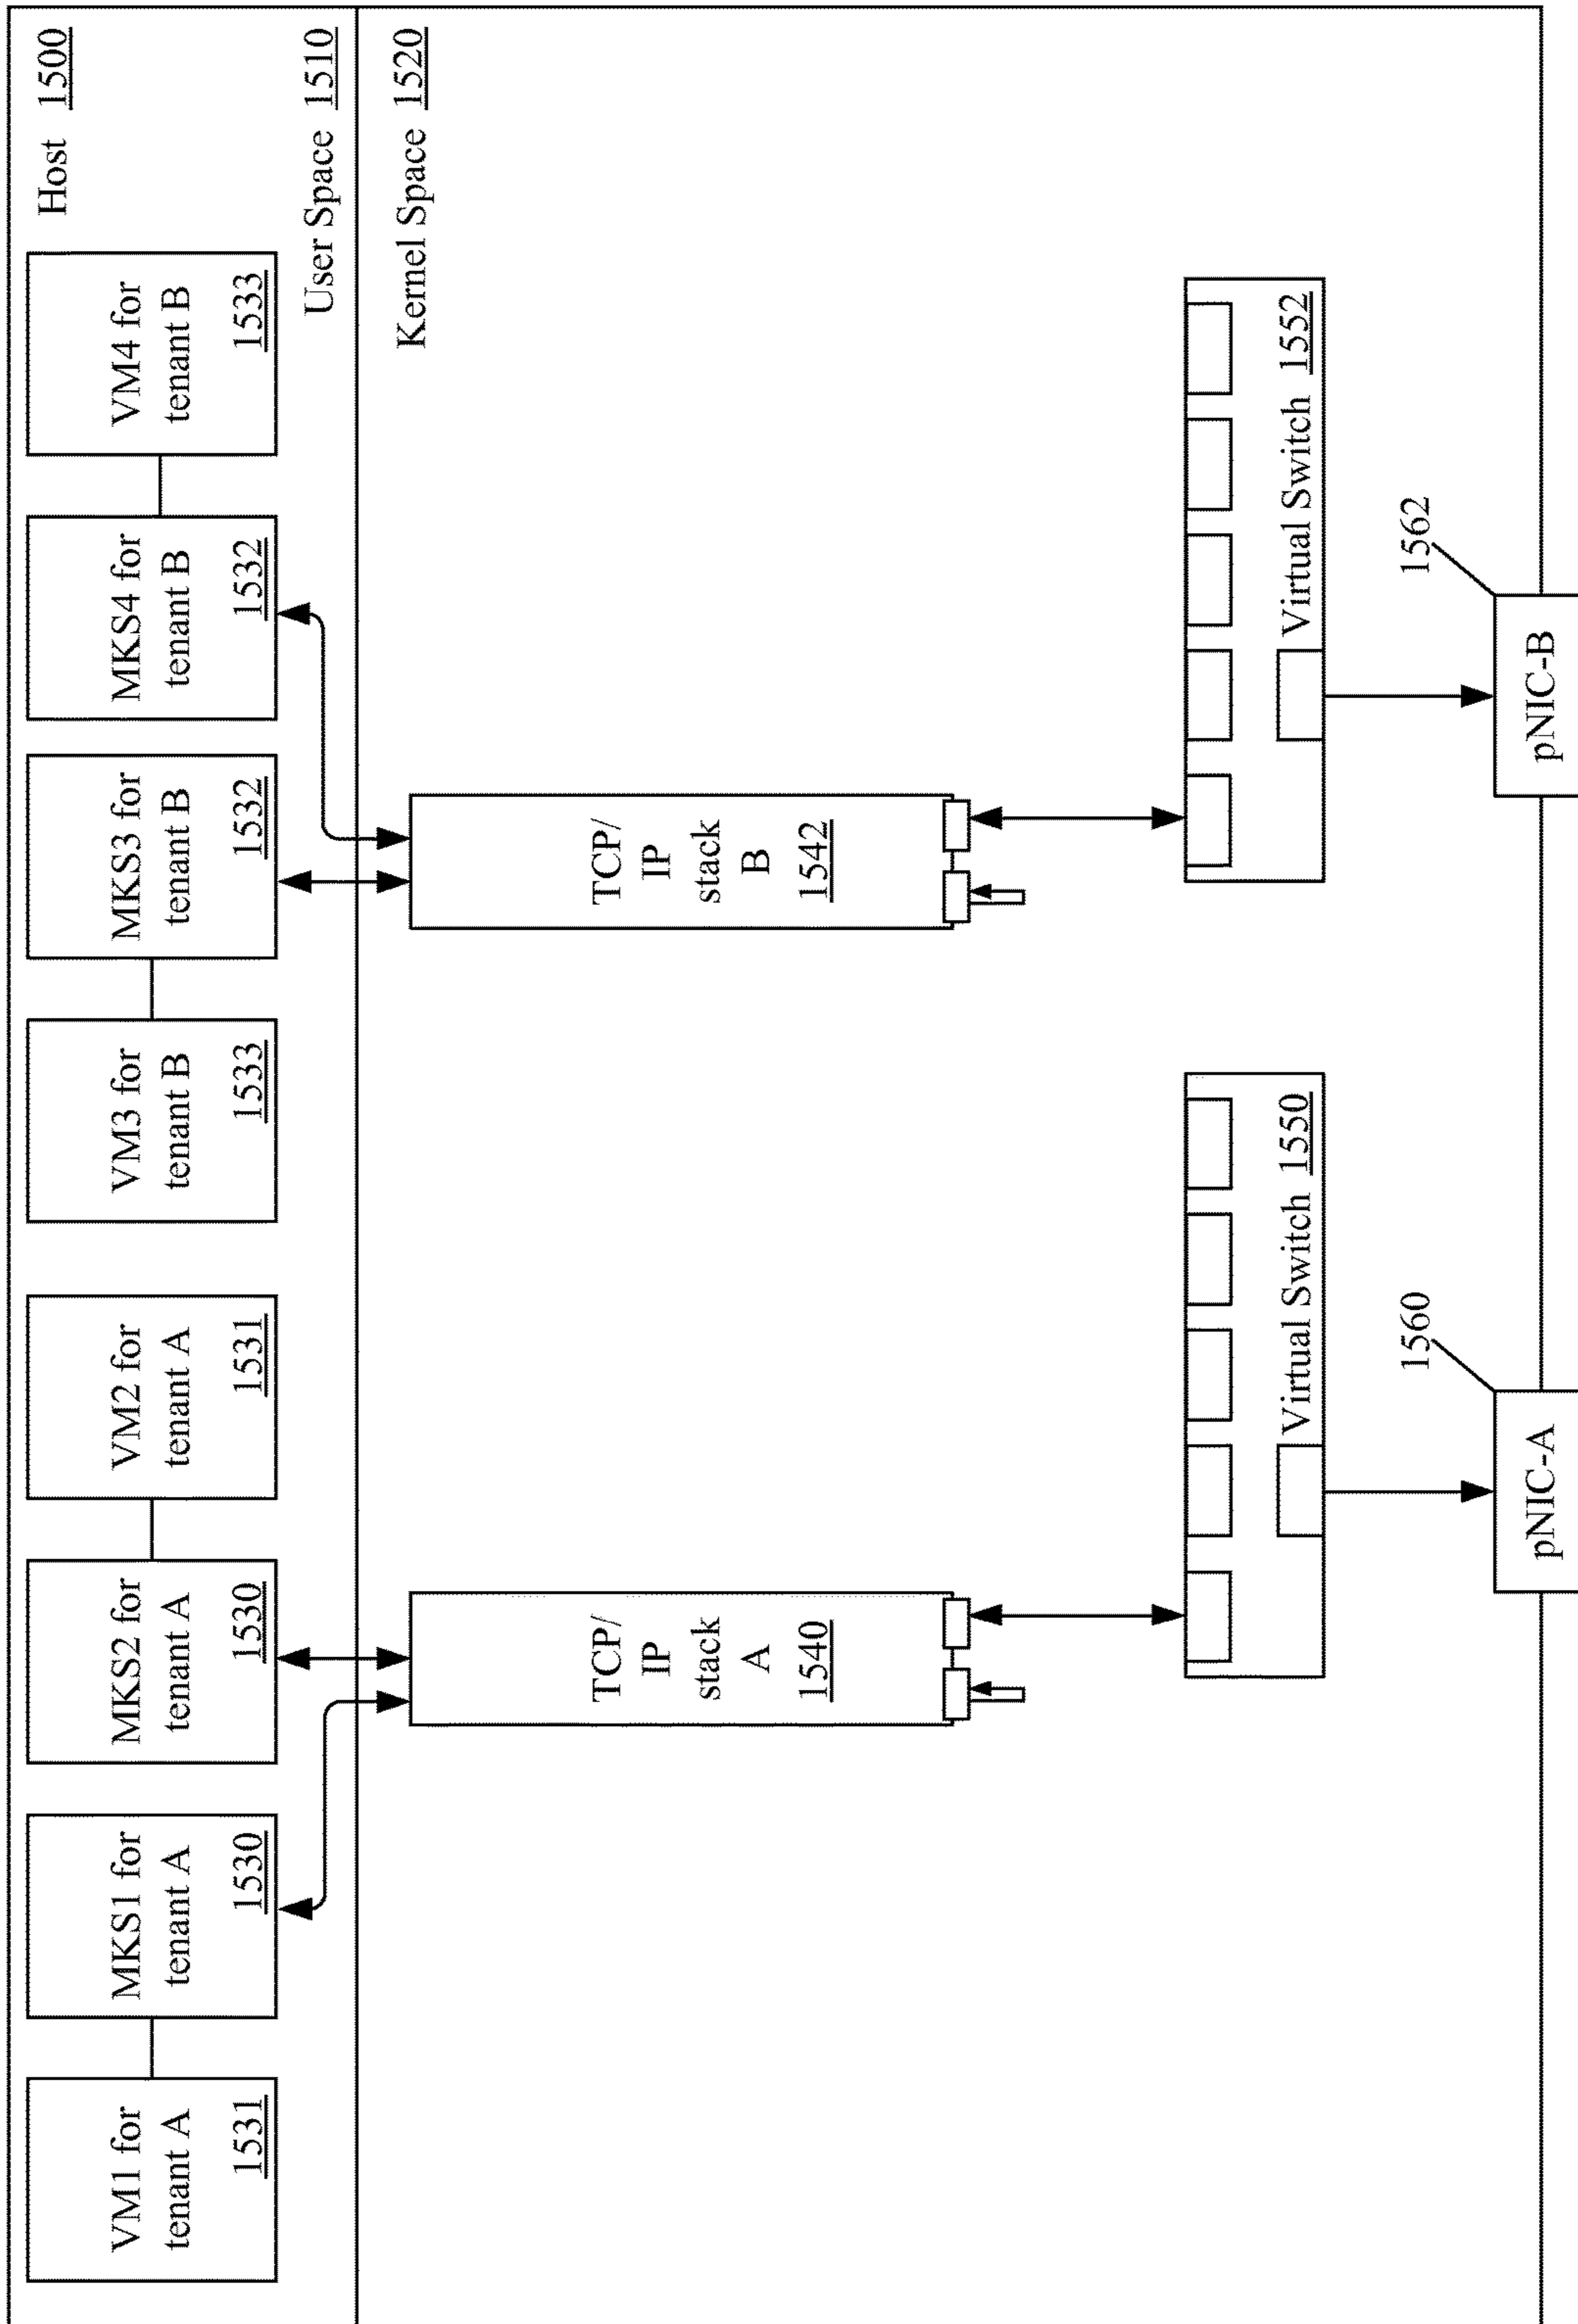 Host 1500
VM1 for
tenant A
1531
MKS1 for
tenant A
1530
MKS2 for
tenant A
1530
VM2 for
tenant A
1531
VM3 for
tenant B
1533
MKS3 for
tenant B
1532
MKS4 for
tenant B
1532
VM4 for
tenant B
1533
User Space 1510
Kernel Space 1520
TCP/
IP
stack
A
1540
TCP/
IP
stack
B
1542
Virtual Switch 1550
Virtual Switch 1552
1560
1562
pNIC-A
pNIC-B